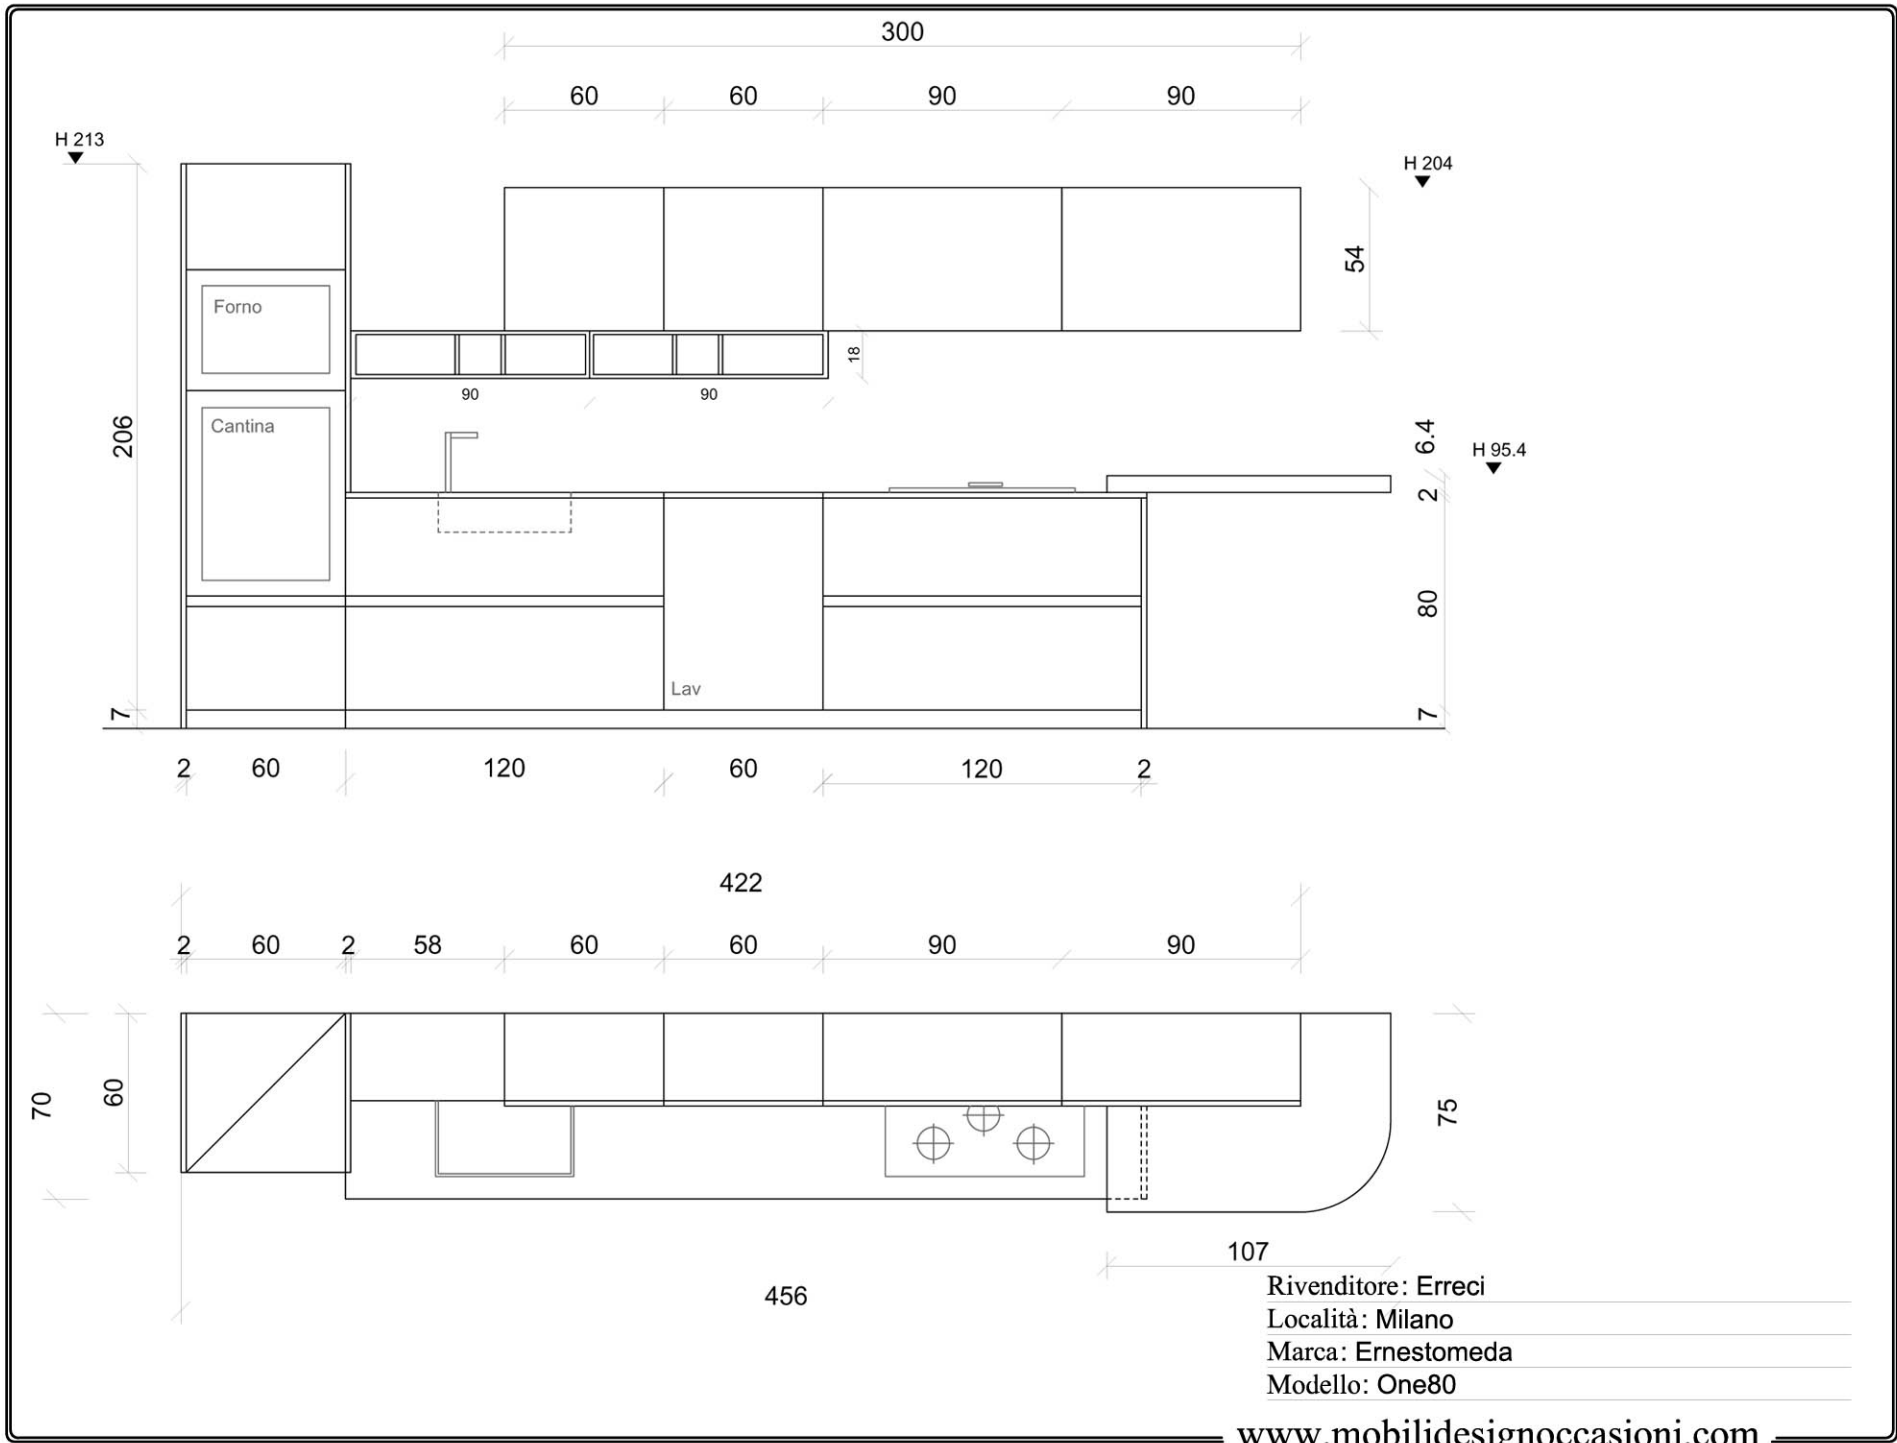 300
60 60 90 90
H 213
H 204
54
Forno
18
90 90
Cantina
206
6.4
H 95.4
2
80
Lav
7
7
2 60 120 60 120 2
422
2 60 2 58 60 60 90 90
70
60
75
107
456
Rivenditore: Erreci
Località: Milano
Marca: Ernestomeda
Modello: One80
www.mobilidesignoccasioni.com